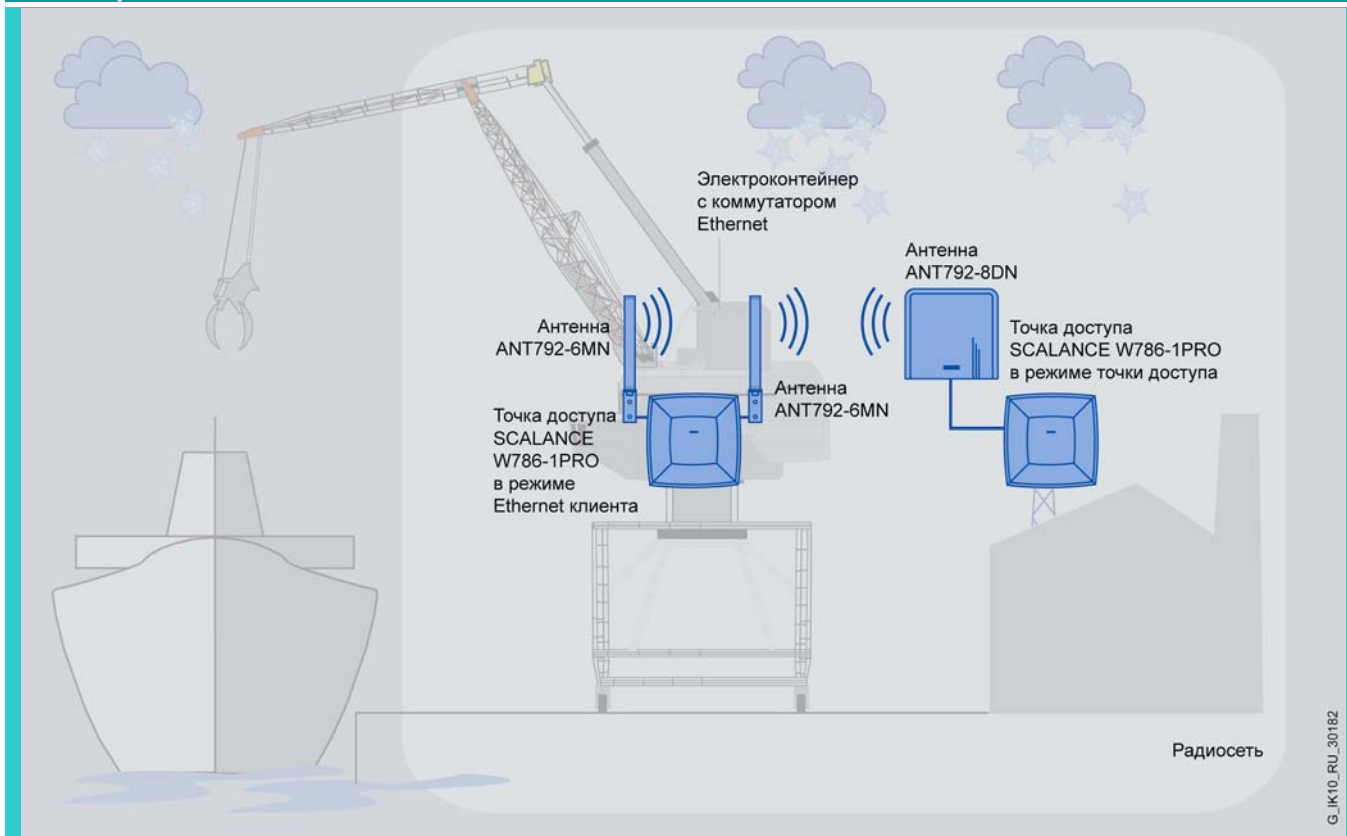 Электроконтейнер
с коммутатором
Ethernet
Антенна
ANT792-8DN
Антенна
ANT792-6MN
Точка доступа
SCALANCE W786-1PRO
в режиме точки доступа
Антенна
ANT792-6MN
Точка доступа
SCALANCE
W786-1PRO
в режиме
Ethernet клиента
Радиосеть
G_IK10_RU_30182